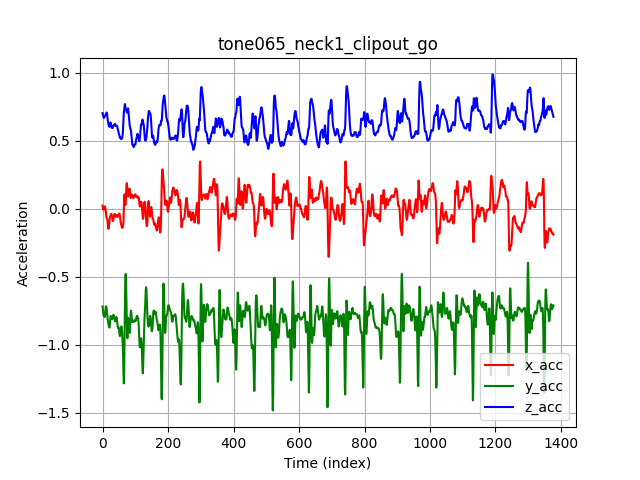 tone065_neck1_clipout_go
1.0
0.5
0.0
−0.5
−1.0
−1.5
Acceleration
x_acc
y_acc
z_acc
0 200 400 600 800 1000 1200 1400
Time (index)